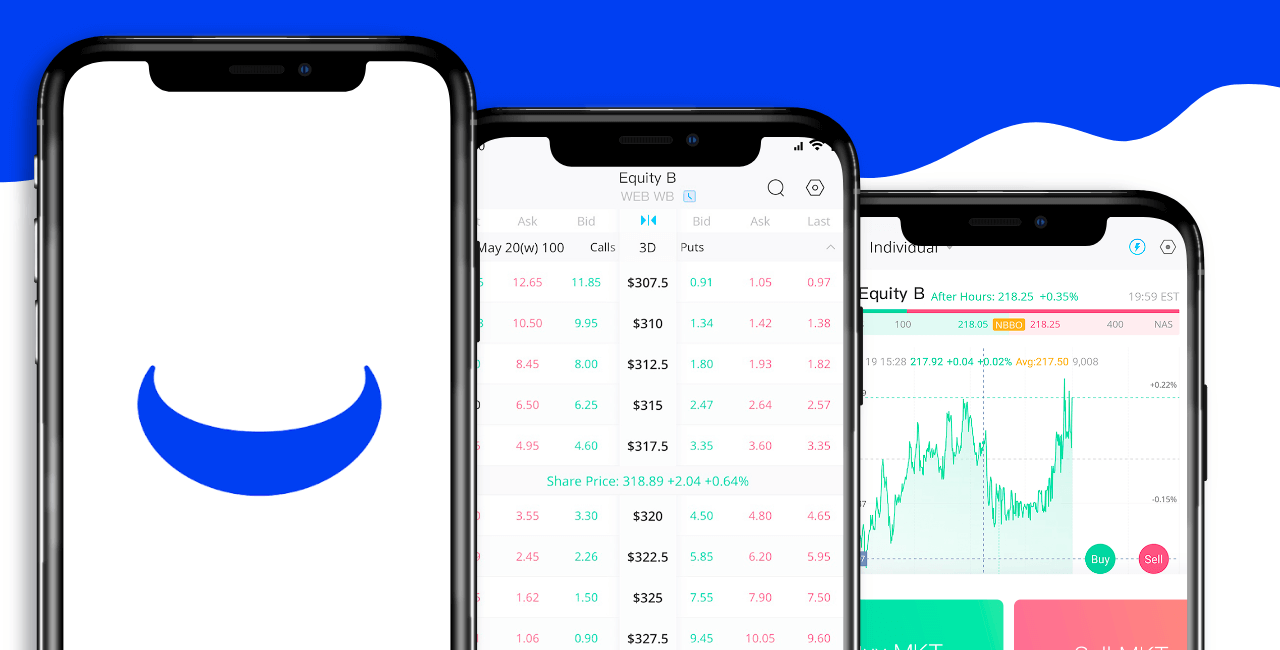 Equity B
WEB WB
Ask Bid Bid Ask Last
May 20(w) 100 Calls 3D Puts
12.65 11.85 $307.5 0.91 1.05 0.97
10.50 9.95 $310 1.34 1.42 1.38
8.45 8.00 $312.5 1.80 1.93 1.82
6.50 6.25 $315 2.47 2.64 2.57
4.95 4.60 $317.5 3.35 3.60 3.35
Share Price: 318.89 +2.04 +0.64%
3.55 3.30 $320 4.50 4.80 4.65
2.45 2.26 $322.5 5.85 6.20 5.95
1.62 1.50 $325 7.55 7.90 7.50
1.06 0.90 $327.5 9.45 10.05 9.60
Individual
Equity B After Hours: 218.25 +0.35% 19:59 EST
100 218.05 NBBO 218.25 400 NAS
19 15:28 217.92 +0.04 +0.02% Avg:217.50 9,008
+0.22%
-0.15%
Buy Sell
MKT Sell MKT